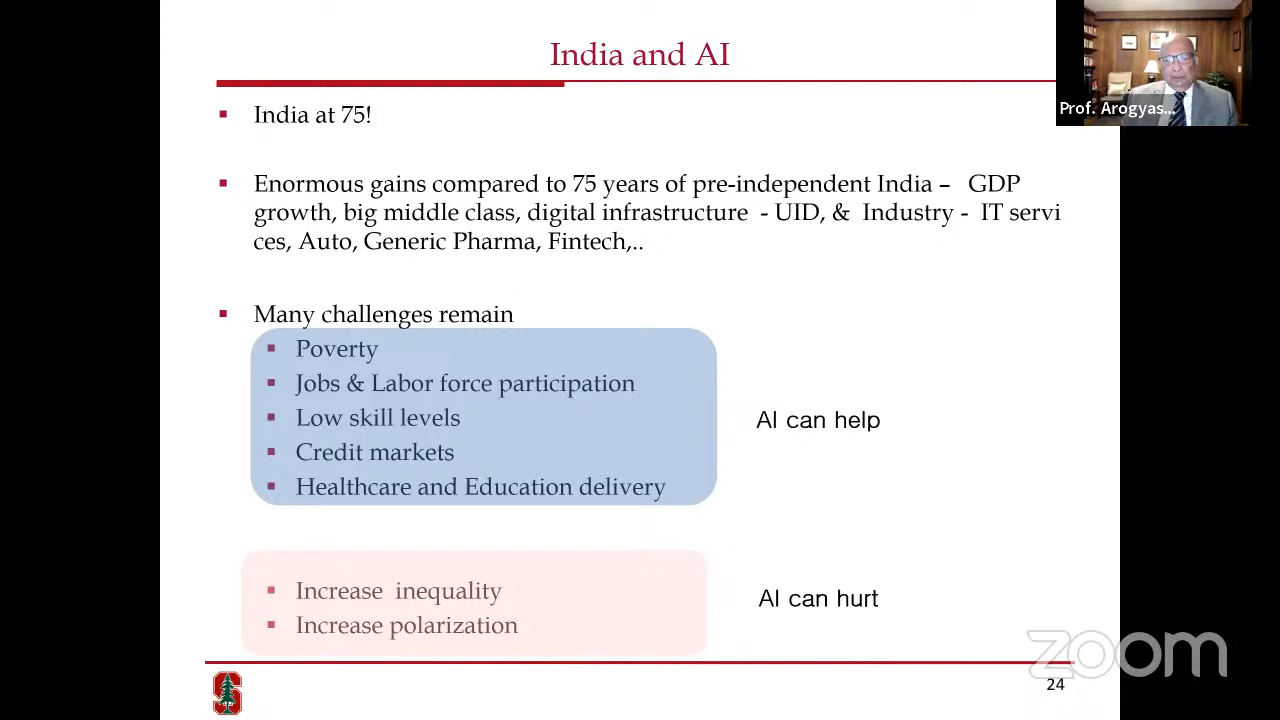 India and AI
Prof. Arogyas...
India at 75!
Enormous gains compared to 75 years of pre-independent India – GDP
growth, big middle class, digital infrastructure - UID, & Industry - IT servi
ces, Auto, Generic Pharma, Fintech,..
Many challenges remain
Poverty
Jobs & Labor force participation
Low skill levels
Credit markets
Healthcare and Education delivery
AI can help
Increase inequality
Increase polarization
AI can hurt
zoom
24